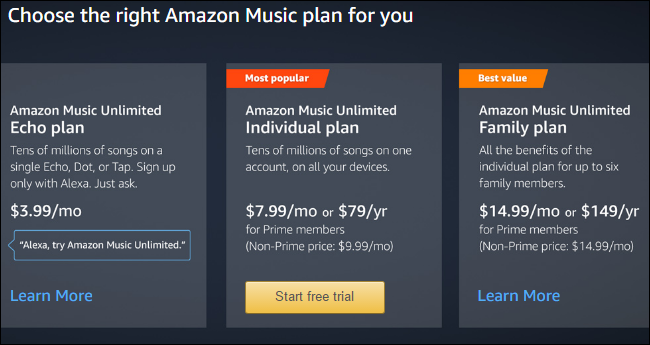 Choose the right Amazon Music plan for you
Amazon Music Unlimited
Echo plan
Tens of millions of songs on a
single Echo, Dot, or Tap. Sign up
only with Alexa. Just ask.
$3.99/mo
“Alexa, try Amazon Music Unlimited.”
Learn More
Most popular
Amazon Music Unlimited
Individual plan
Tens of millions of songs on one
account, on all your devices.
$7.99/mo or $79/yr
for Prime members
(Non-Prime price: $9.99/mo)
Start free trial
Best value
Amazon Music Unlimited
Family plan
All the benefits of the
individual plan for up to six
family members.
$14.99/mo or $149/yr
for Prime members
(Non-Prime price: $14.99/mo)
Learn More